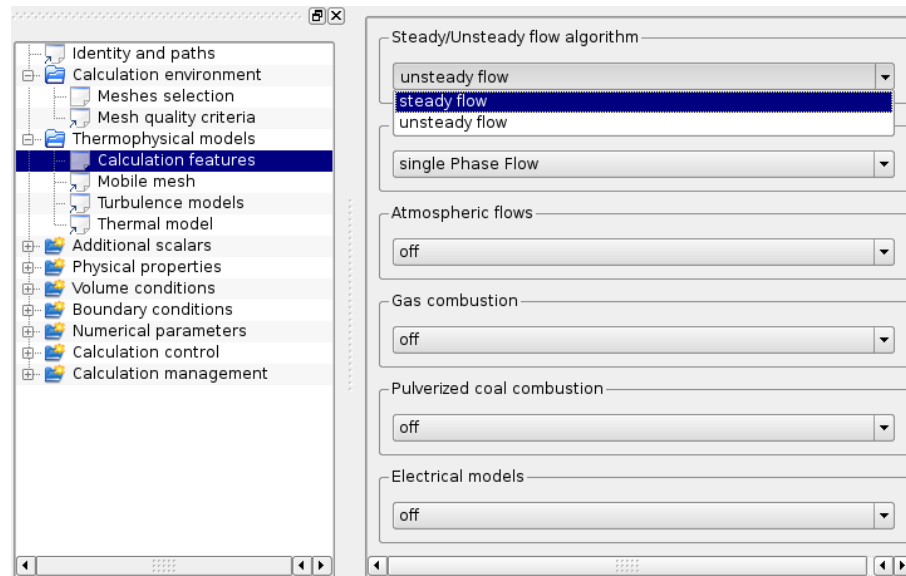 Identity and paths
Calculation environment
Meshes selection
Mesh quality criteria
Thermophysical models
Calculation features
Mobile mesh
Turbulence models
Thermal model
Additional scalars
Physical properties
Volume conditions
Boundary conditions
Numerical parameters
Calculation control
Calculation management
Steady/Unsteady flow algorithm
unsteady flow
steady flow
unsteady flow
single Phase Flow
Atmospheric flows
off
Gas combustion
off
Pulverized coal combustion
off
Electrical models
off